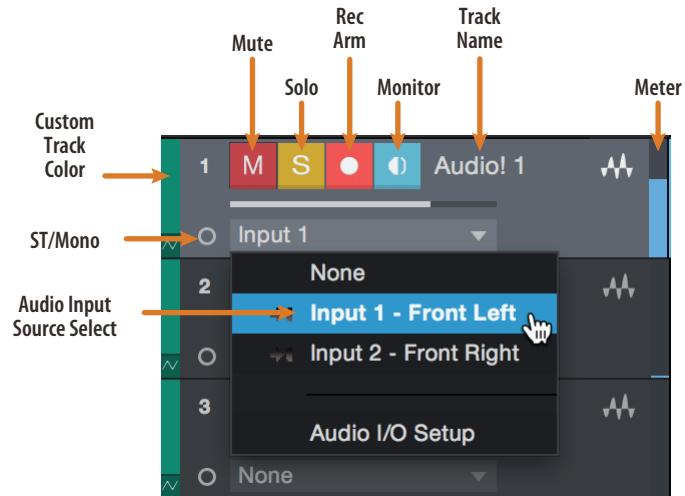 Rec
Arm
Track
Name
Mute
Solo
Monitor
Meter
Custom
Track
Color
1 M S Audio! 1
ST/Mono
Input 1
2
None
Audio Input
Source Select
Input 1 - Front Left
Input 2 - Front Right
3
Audio I/O Setup
None